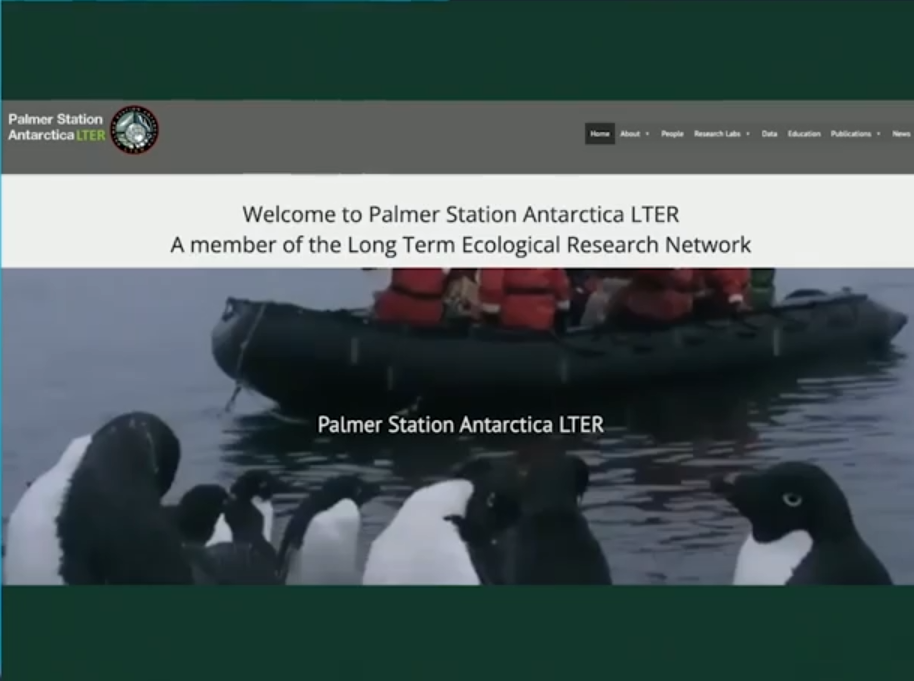 Palmer Station
Antarctica LTER
Home About People Research Labs Data Education Publications News
Welcome to Palmer Station Antarctica LTER
A member of the Long Term Ecological Research Network
Palmer Station Antarctica LTER